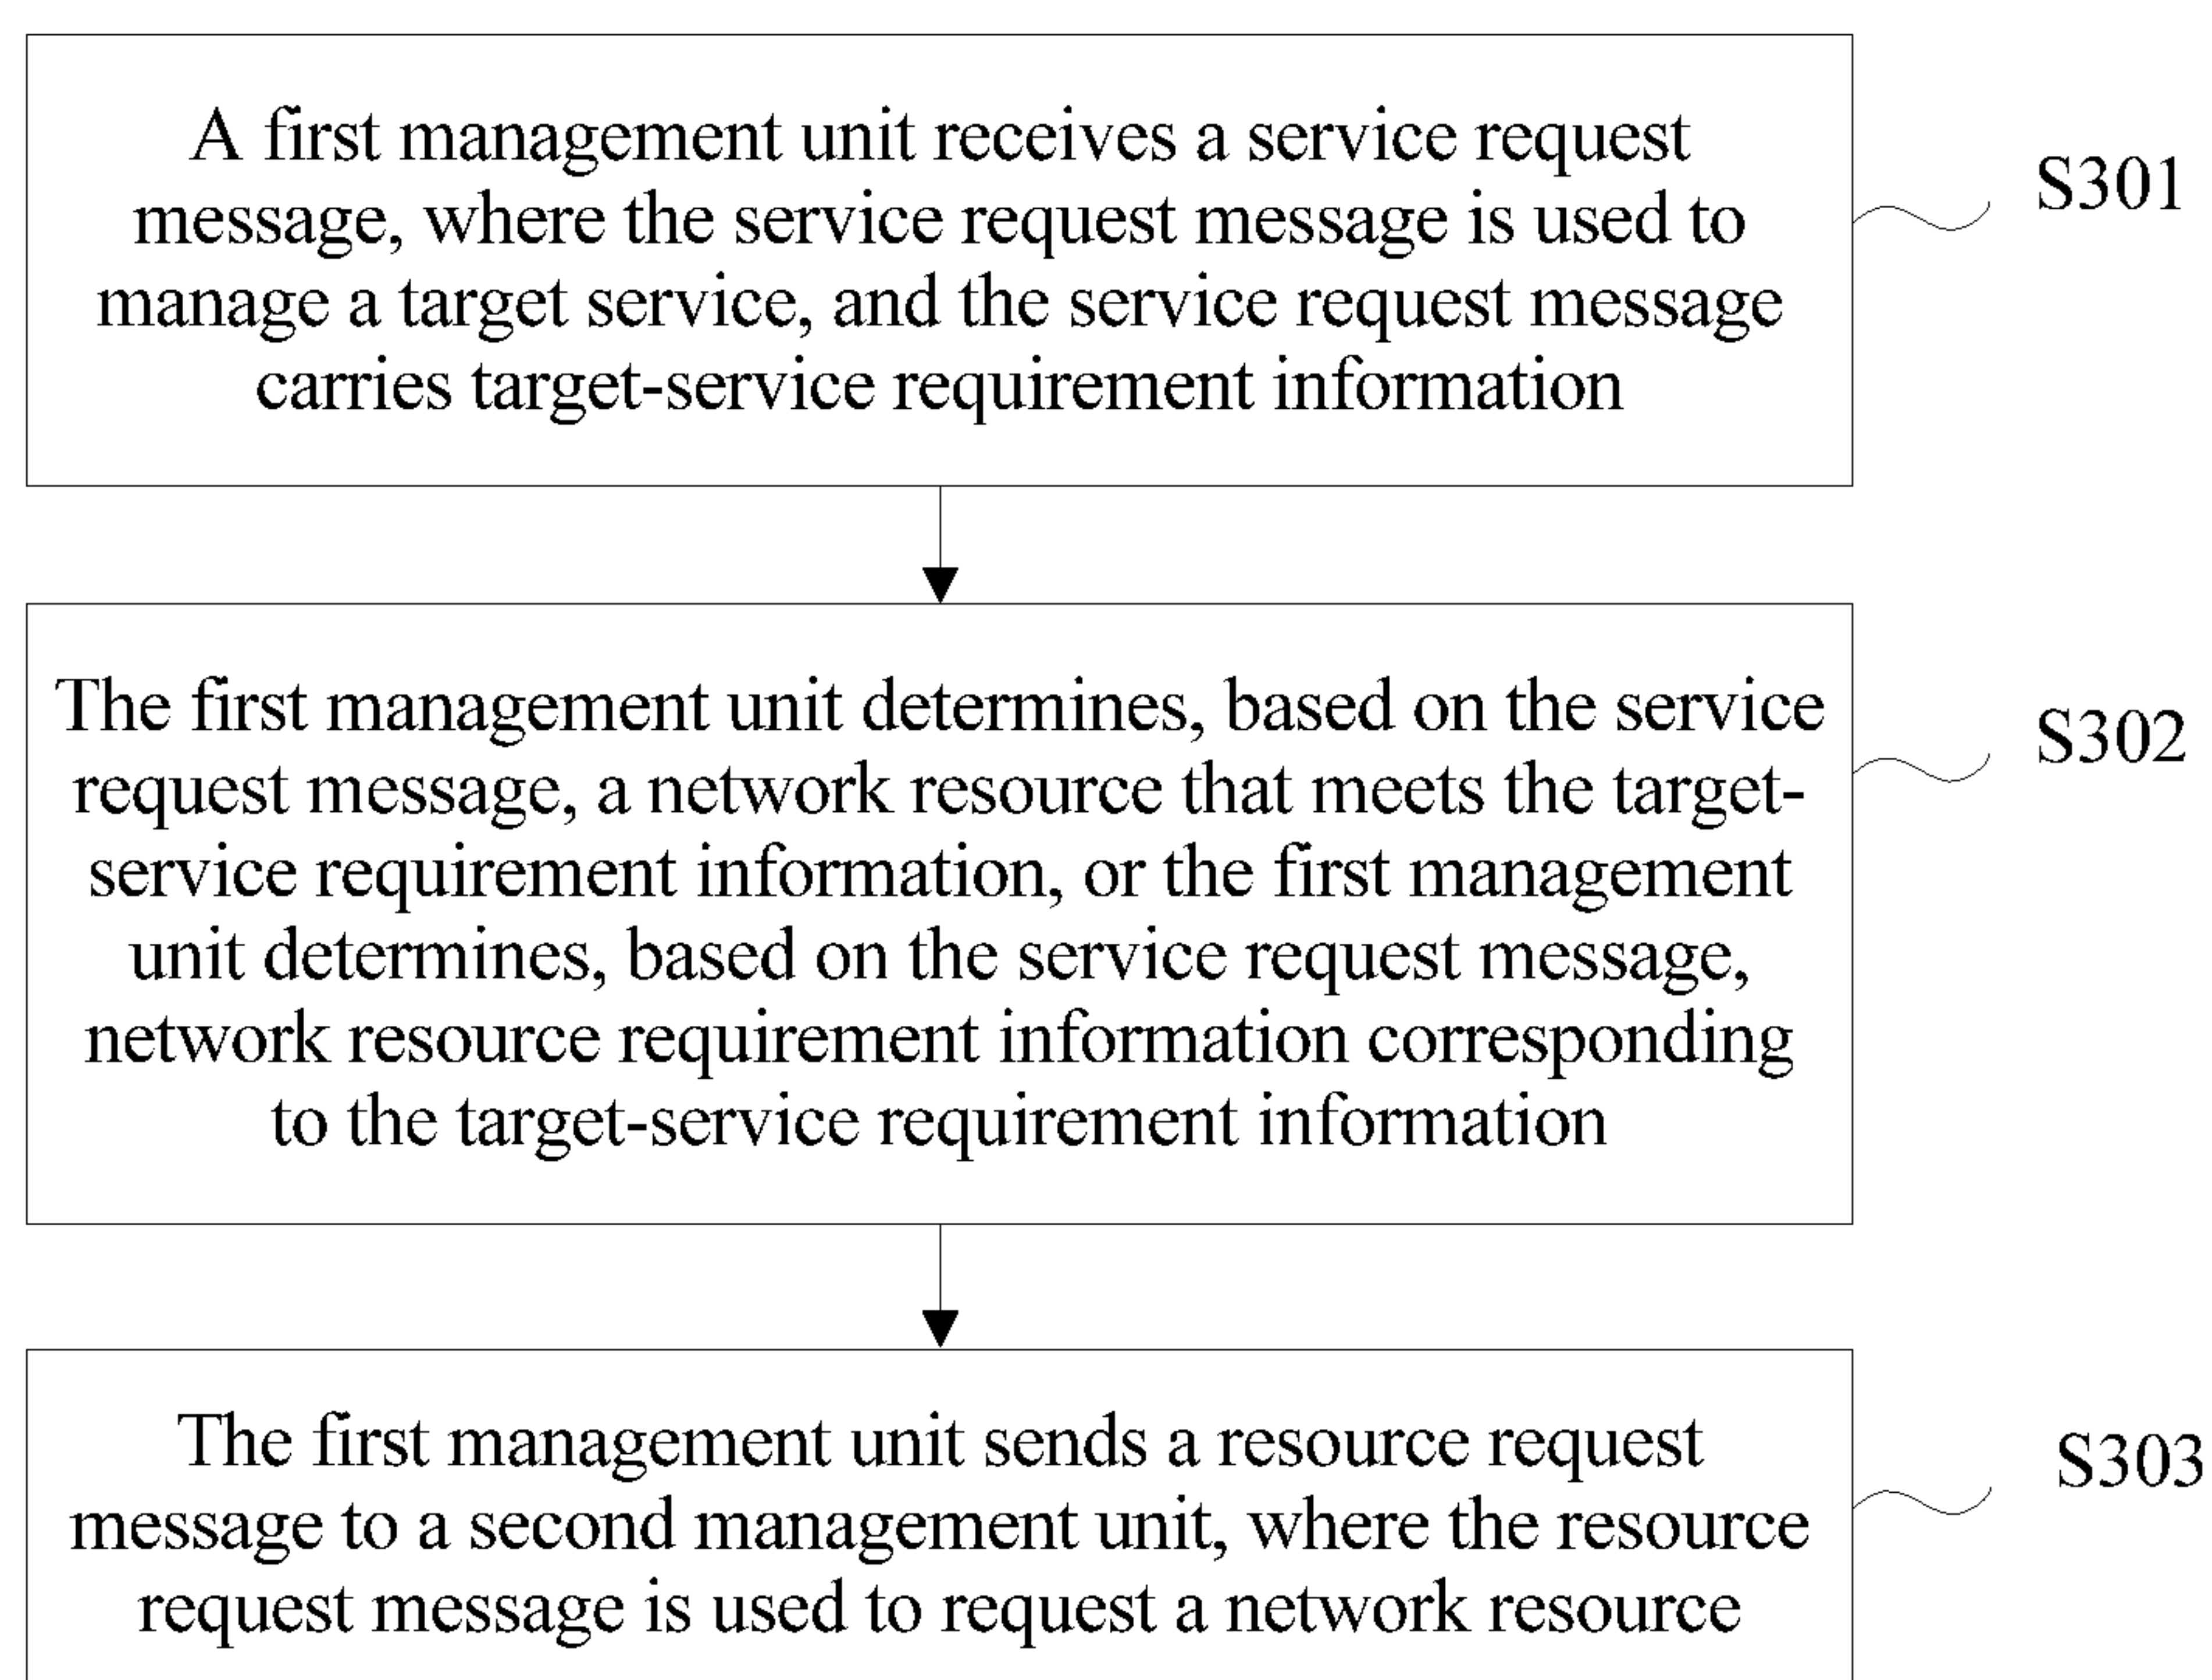 A first management unit receives a service request
message, where the service request message is used to
manage a target service, and the service request message
carries target-service requirement information
S301
The first management unit determines, based on the service
request message, a network resource that meets the target-
service requirement information, or the first management
unit determines, based on the service request message,
network resource requirement information corresponding
to the target-service requirement information
S302
The first management unit sends a resource request
message to a second management unit, where the resource
request message is used to request a network resource
S303